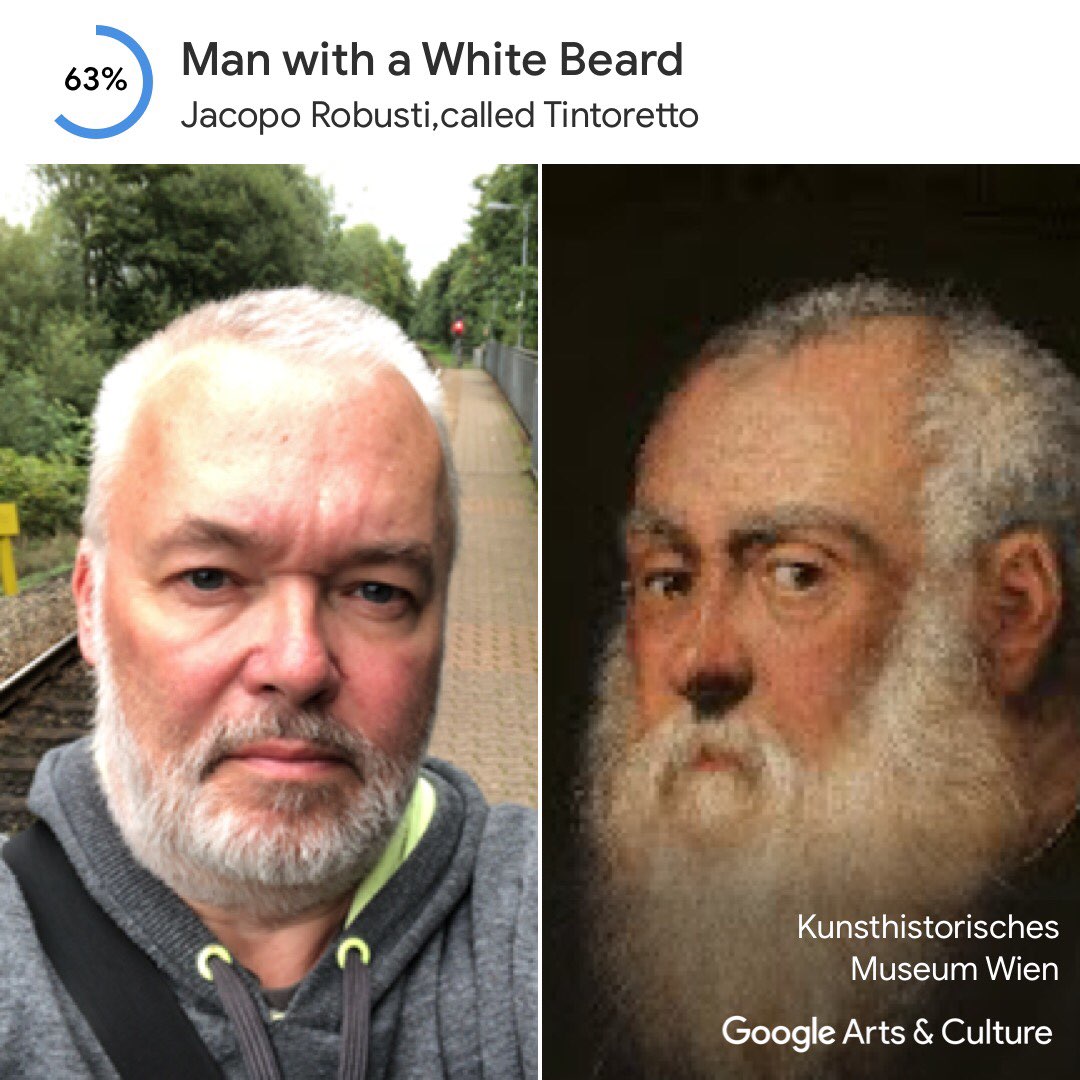 63%
Man with a White Beard
Jacopo Robusti,called Tintoretto
Kunsthistorisches
Museum Wien
Google Arts & Culture